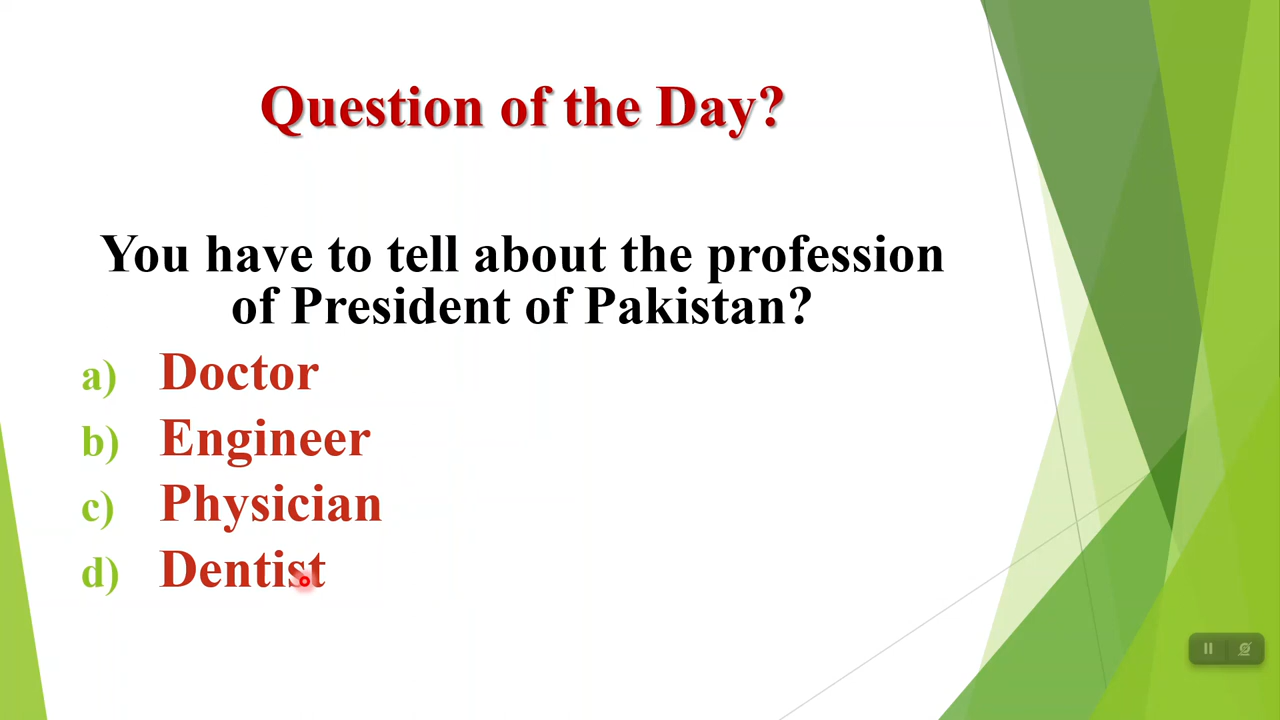 Question of the Day?
You have to tell about the profession
of President of Pakistan?
a) Doctor
b) Engineer
c) Physician
d) Dentist